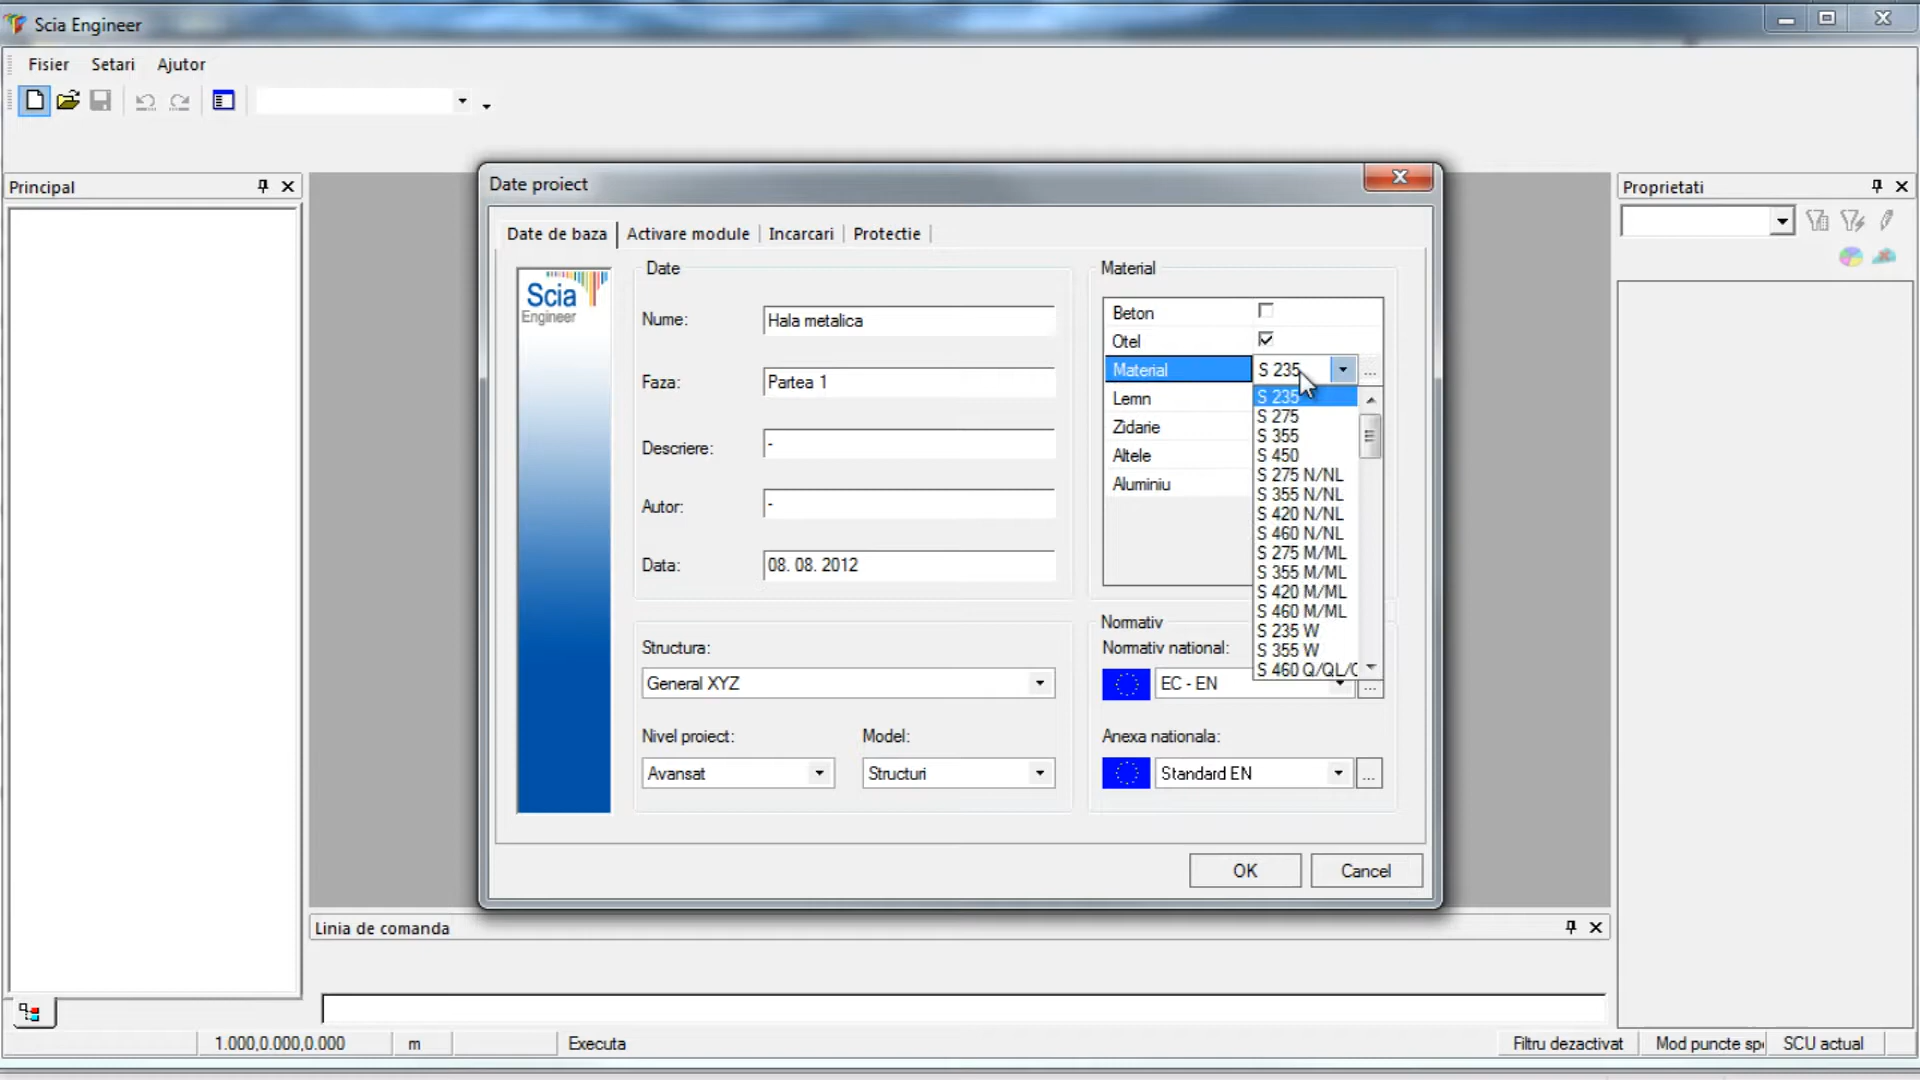 Scia Engineer
Fisier Setari Ajutor
Principal
Date proiect
Proprietati
Date de baza Activare module Incarcari Protectie
Scia
Engineer
Date
Nume: Hala metalica
Faza: Partea 1
Descriere: -
Autor: -
Data: 08. 08. 2012
Material
Beton
Otel
Material S 235 ...
Lemn
Zidarie
Altele
Aluminiu
S 235
S 275
S 355
S 450
S 275 N/NL
S 355 N/NL
S 420 N/NL
S 460 N/NL
S 275 M/ML
S 355 M/ML
S 420 M/ML
S 460 M/ML
S 235 W
S 355 W
S 460 Q/QL/
Structura:
General XYZ
Nivel proiect: Model:
Avansat Structuri
Normativ
Normativ national:
EC - EN ...
Anexa nationala:
Standard EN ...
OK Cancel
Linia de comanda
1.000,0.000,0.000 m Executa Filtru dezactivat Mod puncte sp SCU actual